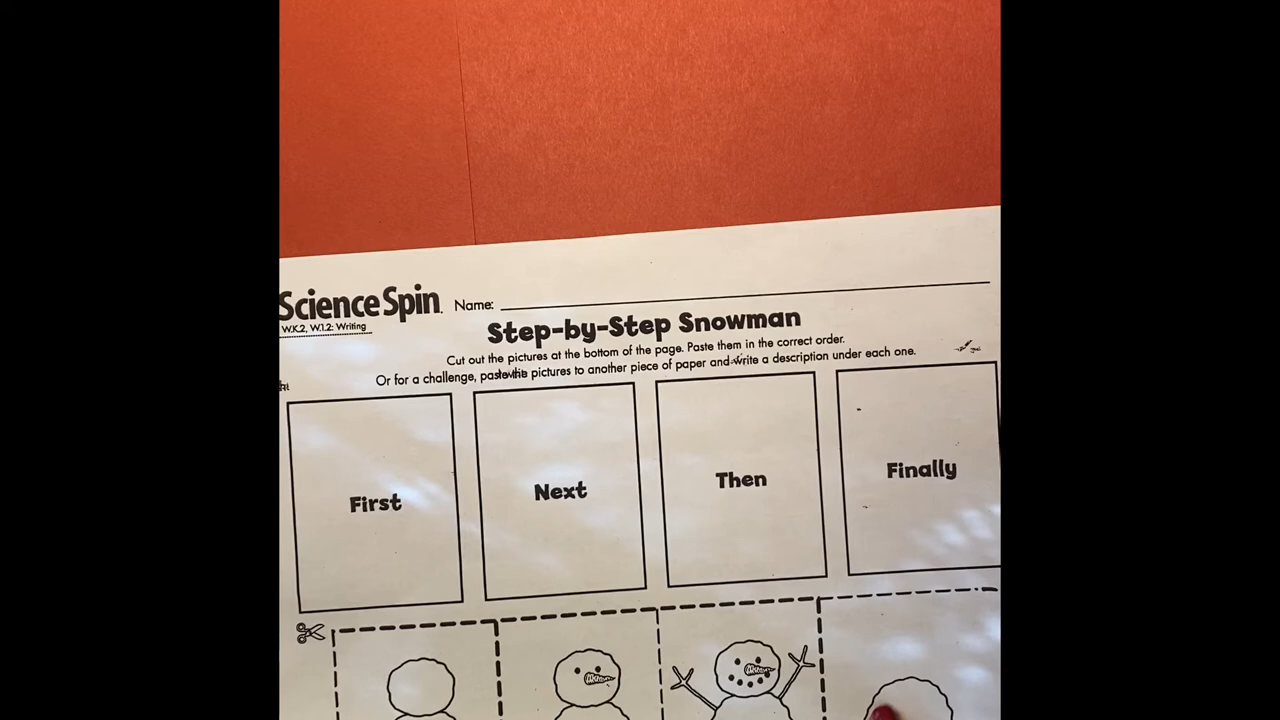 Science Spin.
Name:
W.K.2, W.1.2: Writing
Step-by-Step Snowman
Cut out the pictures at the bottom of the page. Paste them in the correct order.
Or for a challenge, paste the pictures to another piece of paper and write a description under each one.
First
Next
Then
Finally